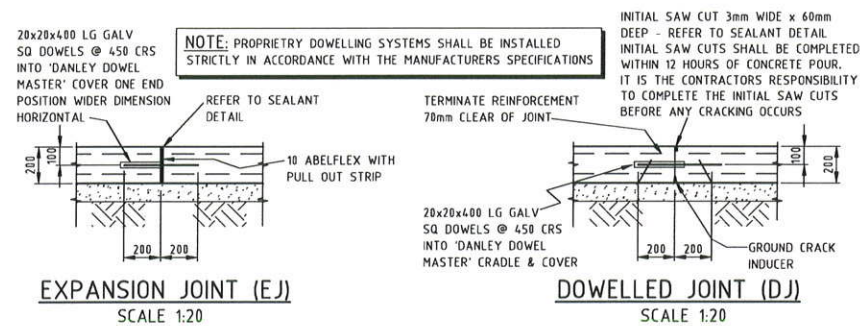 20x20x400 LG GALV
SQ DOWELS @ 450 CRS
INTO 'DANLEY DOWEL
MASTER' COVER ONE END
POSITION WIDER DIMENSION
HORIZONTAL
NOTE: PROPRIETRY DOWELLING SYSTEMS SHALL BE INSTALLED
STRICTLY IN ACCORDANCE WITH THE MANUFACTURERS SPECIFICATIONS
REFER TO SEALANT
DETAIL
10 ABELFLEX WITH
PULL OUT STRIP
200
100
200
200
EXPANSION JOINT (EJ)
SCALE 1:20
INITIAL SAW CUT 3mm WIDE x 60mm
DEEP - REFER TO SEALANT DETAIL
INITIAL SAW CUTS SHALL BE COMPLETED
WITHIN 12 HOURS OF CONCRETE POUR.
IT IS THE CONTRACTORS RESPONSIBILITY
TO COMPLETE THE INITIAL SAW CUTS
BEFORE ANY CRACKING OCCURS
TERMINATE REINFORCEMENT
70mm CLEAR OF JOINT
100
200
20x20x400 LG GALV
SQ DOWELS @ 450 CRS
INTO 'DANLEY DOWEL
MASTER' CRADLE & COVER
200
200
GROUND CRACK
INDUCER
DOWELLED JOINT (DJ)
SCALE 1:20